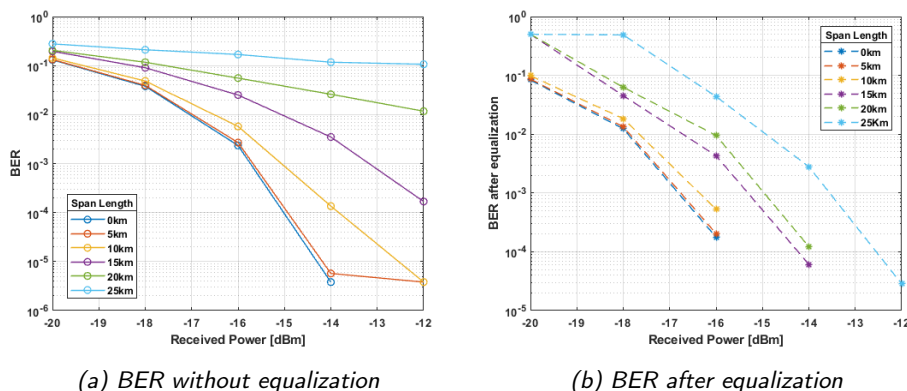 10^0
10^-1
10^-2
10^-3
10^-4
10^-5
10^-6
BER
Span Length
0km
5km
10km
15km
20km
25km
-20 -19 -18 -17 -16 -15 -14 -13 -12
Received Power [dBm]
(a) BER without equalization
10^0
10^-1
10^-2
10^-3
10^-4
10^-5
BER after equalization
Span Length
0km
5km
10km
15km
20km
25Km
-20 -19 -18 -17 -16 -15 -14 -13 -12
Received Power [dBm]
(b) BER after equalization